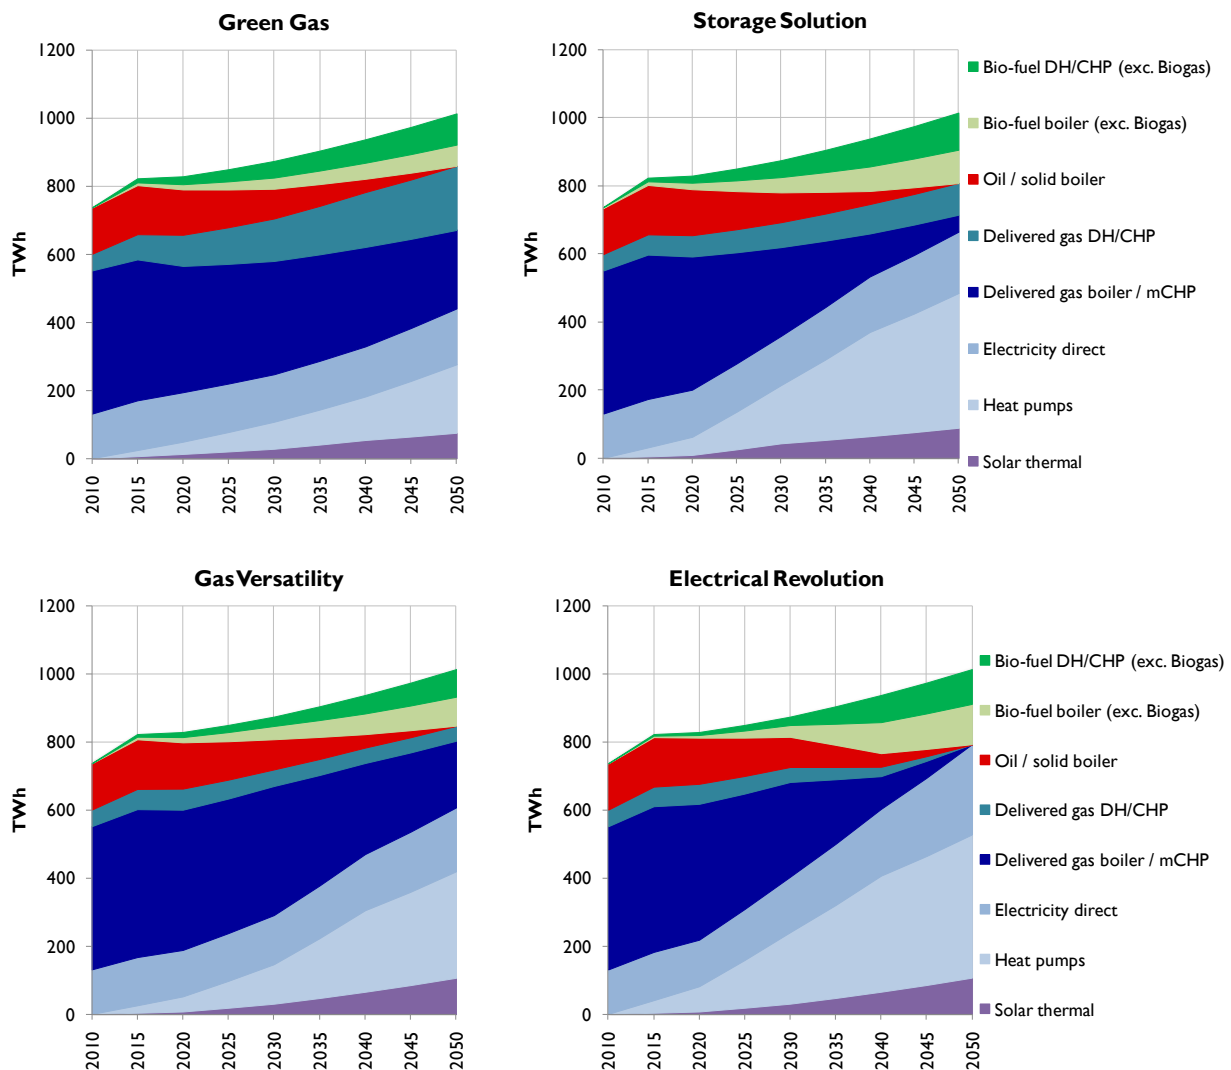 Green Gas
1200
1000
800
600
400
200
0
TWh
2010
2015
2020
2025
2030
2035
2040
2045
2050
Storage Solution
1200
1000
800
600
400
200
0
TWh
2010
2015
2020
2025
2030
2035
2040
2045
2050
Bio-fuel DH/CHP (exc. Biogas)
Bio-fuel boiler (exc. Biogas)
Oil / solid boiler
Delivered gas DH/CHP
Delivered gas boiler / mCHP
Electricity direct
Heat pumps
Solar thermal
Gas Versatility
1200
1000
800
600
400
200
0
TWh
2010
2015
2020
2025
2030
2035
2040
2045
2050
Electrical Revolution
1200
1000
800
600
400
200
0
TWh
2010
2015
2020
2025
2030
2035
2040
2045
2050
Bio-fuel DH/CHP (exc. Biogas)
Bio-fuel boiler (exc. Biogas)
Oil / solid boiler
Delivered gas DH/CHP
Delivered gas boiler / mCHP
Electricity direct
Heat pumps
Solar thermal